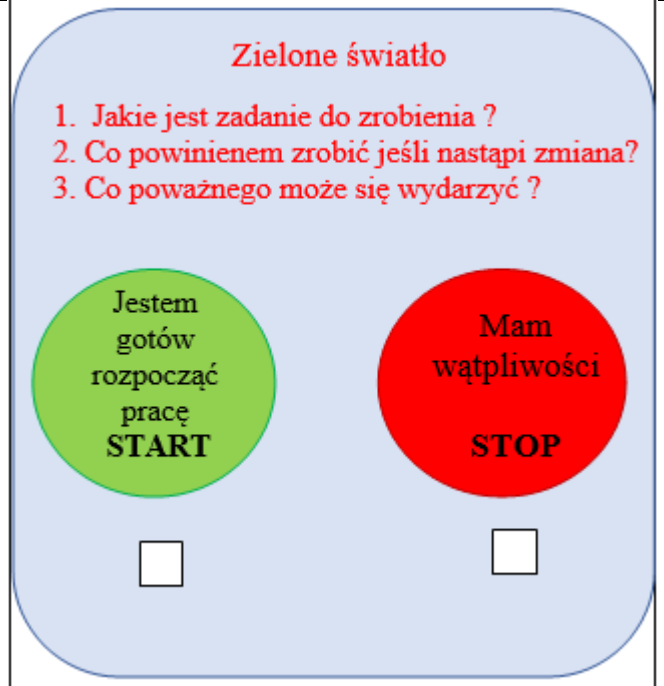 Zielone światło
1. Jakie jest zadanie do zrobienia ?
2. Co powinienem zrobić jeśli nastąpi zmiana?
3. Co poważnego może się wydarzyć ?
Jestem
gotów
rozpocząć
pracę
START
Mam
wątpliwości
STOP